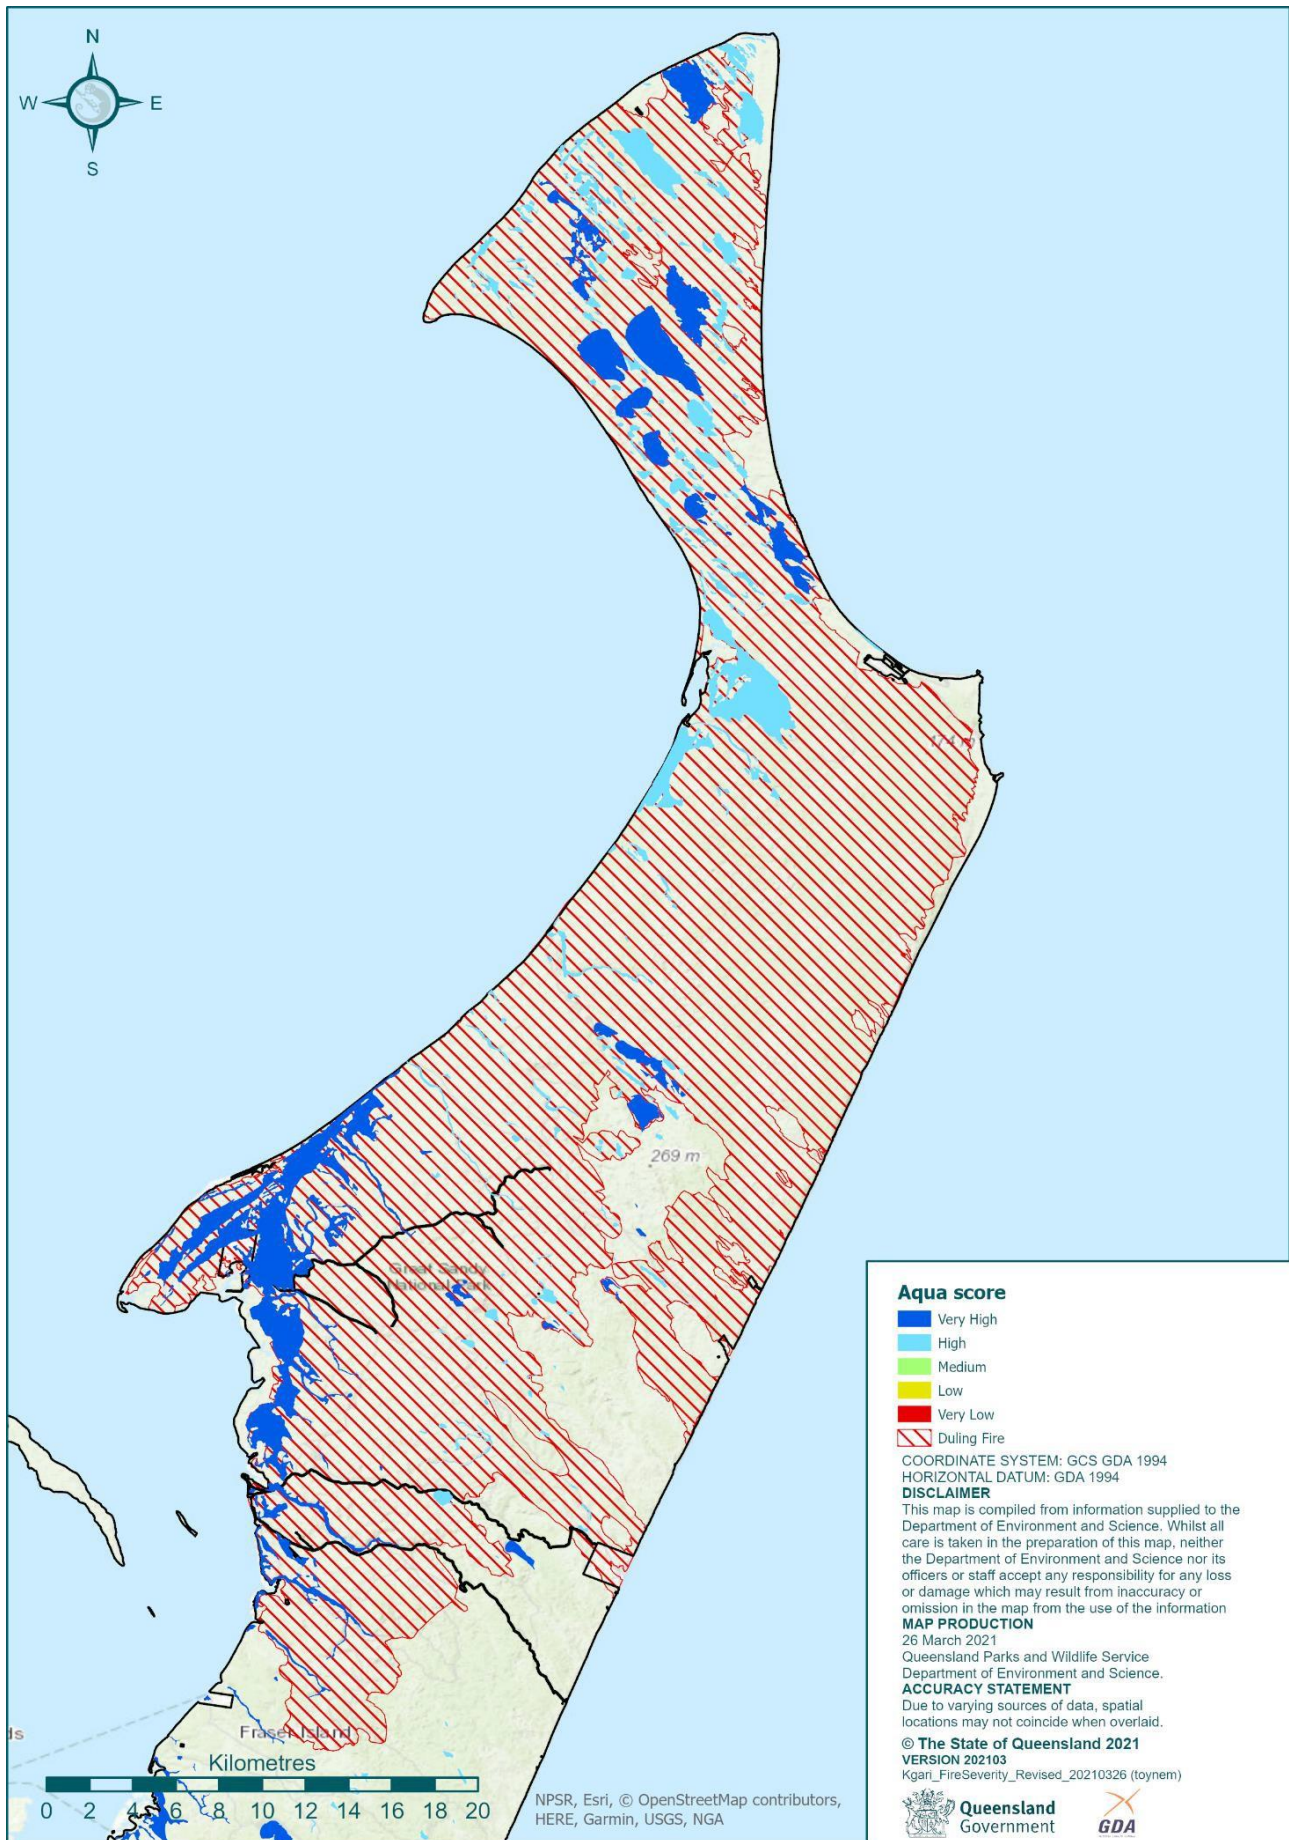 N
W
E
S
174 m
269 m
Great Sandy
National Park
ds
Fraser Island
Kilometres
0 2 4 6 8 10 12 14 16 18 20
NPSR, Esri, © OpenStreetMap contributors,
HERE, Garmin, USGS, NGA
Aqua score
Very High
High
Medium
Low
Very Low
Duling Fire
COORDINATE SYSTEM: GCS GDA 1994
HORIZONTAL DATUM: GDA 1994
DISCLAIMER
This map is compiled from information supplied to the
Department of Environment and Science. Whilst all
care is taken in the preparation of this map, neither
the Department of Environment and Science nor its
officers or staff accept any responsibility for any loss
or damage which may result from inaccuracy or
omission in the map from the use of the information
MAP PRODUCTION
26 March 2021
Queensland Parks and Wildlife Service
Department of Environment and Science.
ACCURACY STATEMENT
Due to varying sources of data, spatial
locations may not coincide when overlaid.
© The State of Queensland 2021
VERSION 202103
Kgari_FireSeverity_Revised_20210326 (toynem)
Queensland
Government
GDA